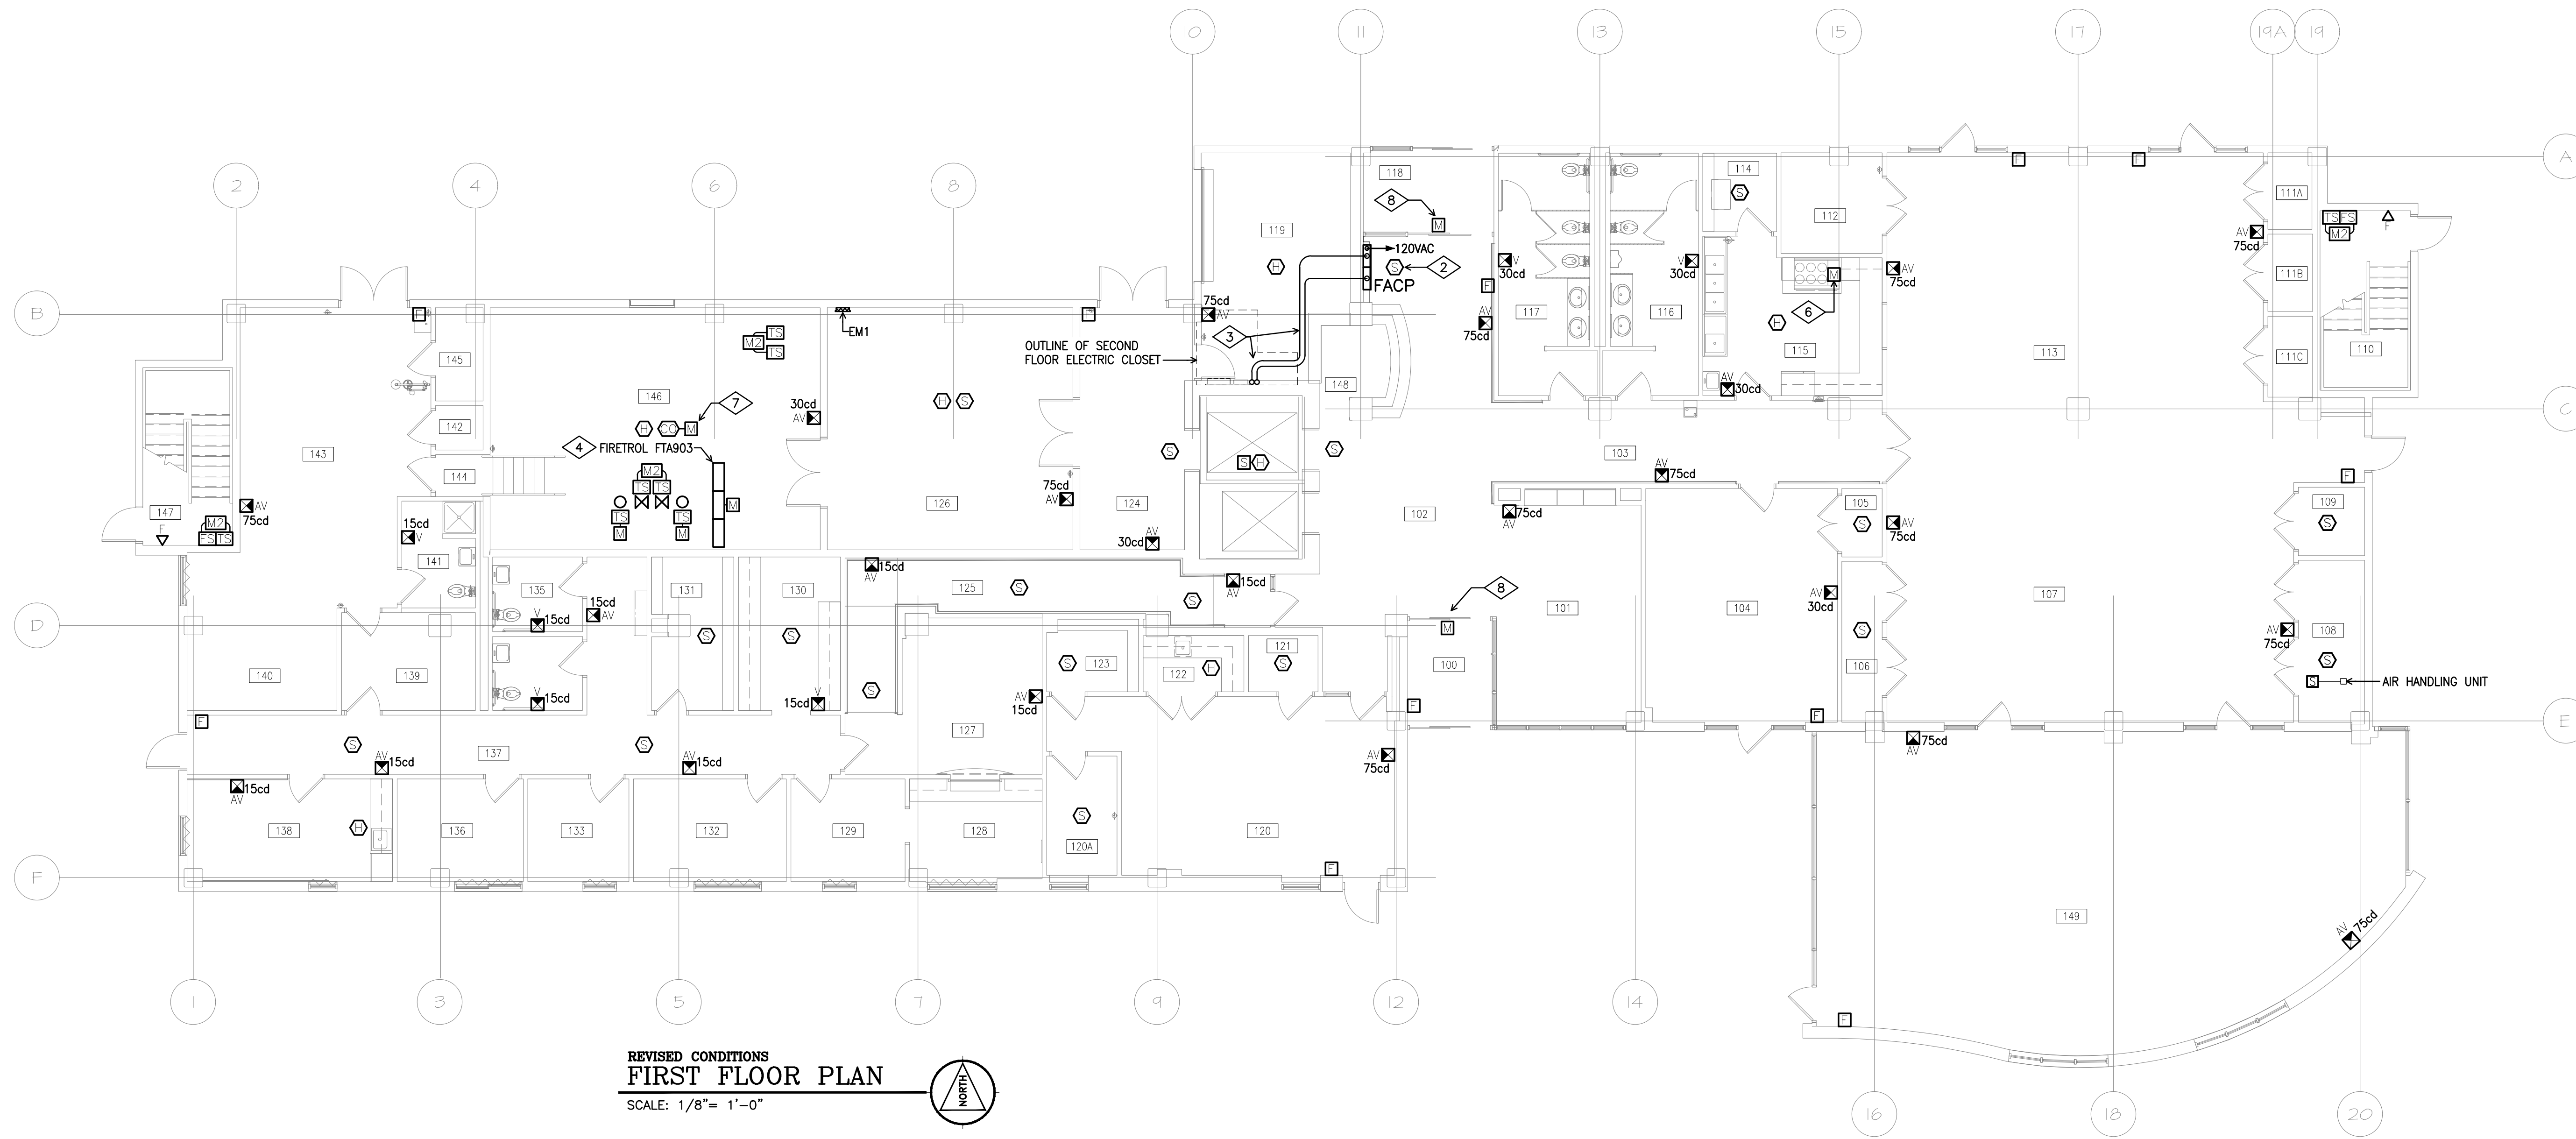 10
11
13
15
17
19A
19
2
4
6
8
A
B
C
D
E
F
118
8
M
119
H
120VAC
S
2
FACP
75cd
AV
3
OUTLINE OF SECOND
FLOOR ELECTRIC CLOSET
148
F
AV
75cd
V
30cd
117
V
30cd
116
114
S
112
M
6
H
115
AV
30cd
AV
75cd
F
F
113
AV
75cd
111A
111B
111C
TS FS
M2
F
110
F
145
142
143
144
147
F
M2
FS TS
AV
75cd
EM1
M2
TS
TS
146
7
H
CO
M
4
FIRETROL FTA903
M2
TS TS
TS
M
TS
M
M
30cd
AV
H
S
126
F
75cd
AV
124
S
AV
30cd
S H
S
102
103
AV
75cd
75cd
AV
105
S
AV
75cd
F
109
S
15cd
V
141
135
V
15cd
15cd
AV
V
15cd
131
S
130
S
V
15cd
15cd
AV
125
S
S
15cd
AV
S
140
139
F
S
137
S
AV
15cd
AV
15cd
127
AV
15cd
S
123
122
H
121
S
8
M
100
F
101
104
AV
30cd
F
S
106
107
AV
75cd
108
S
S
AIR HANDLING UNIT
15cd
AV
138
H
136
133
132
129
128
S
120A
120
AV
75cd
F
75cd
AV
149
AV
75cd
F
1
3
5
7
9
12
14
16
18
20
REVISED CONDITIONS
FIRST FLOOR PLAN
SCALE: 1/8"= 1'-0"
NORTH